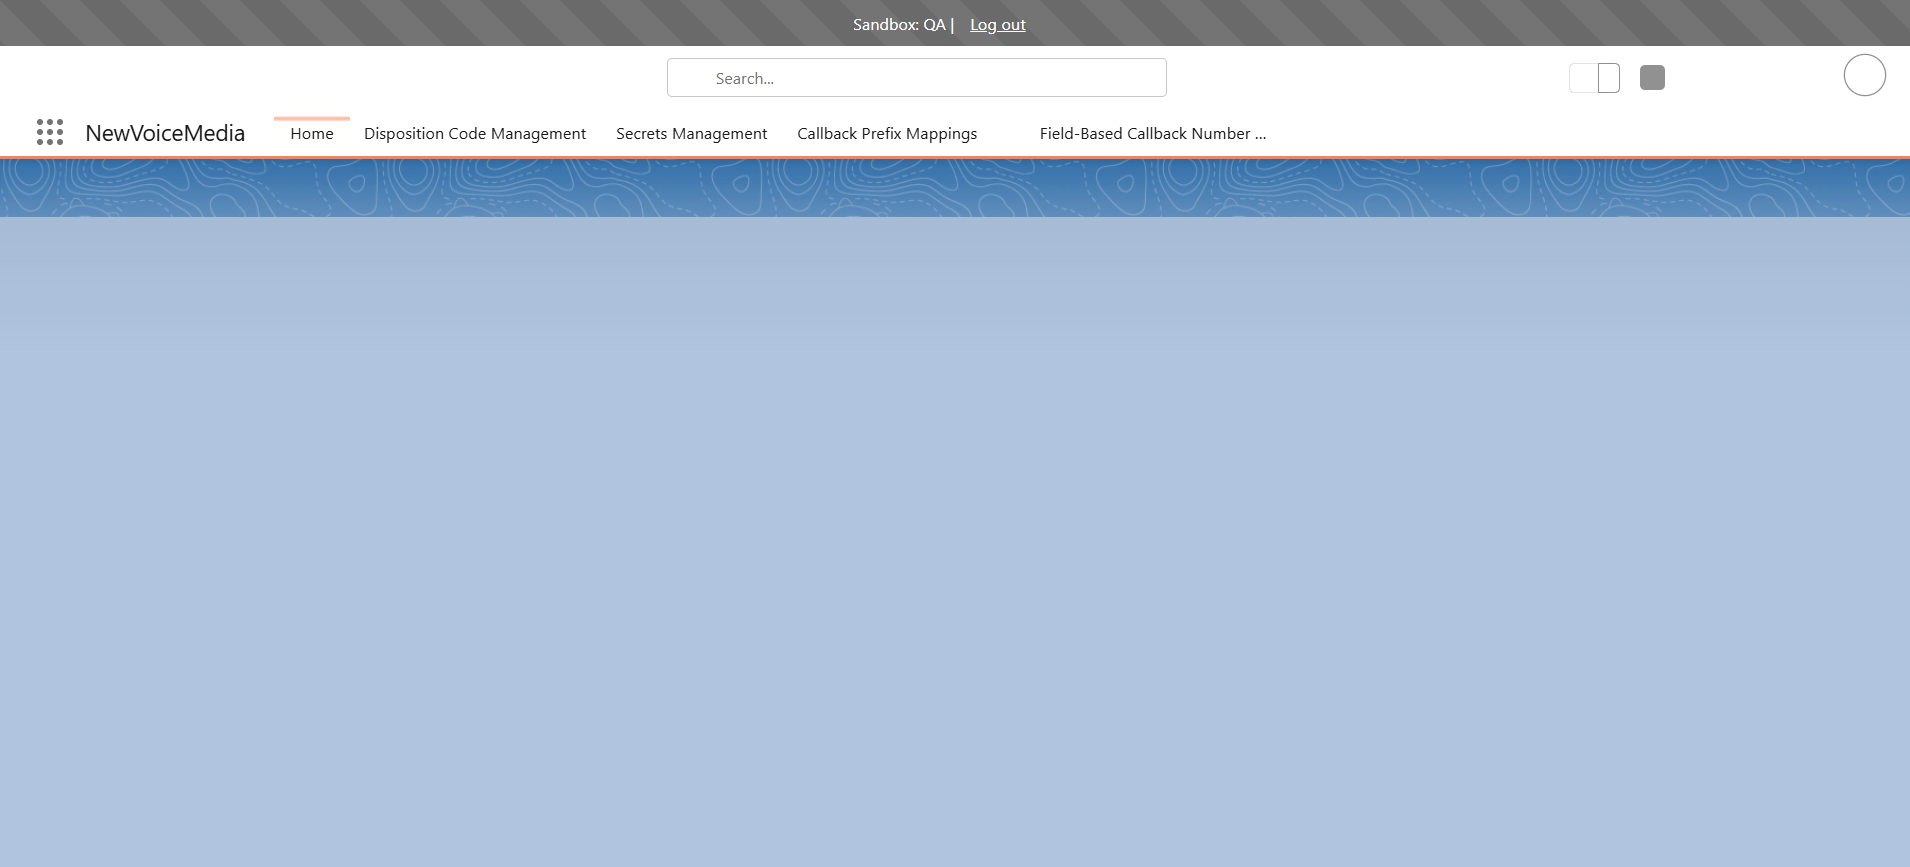 Sandbox: QA | Log out
Search...
NewVoiceMedia Home Disposition Code Management Secrets Management Callback Prefix Mappings Field-Based Callback Number ...